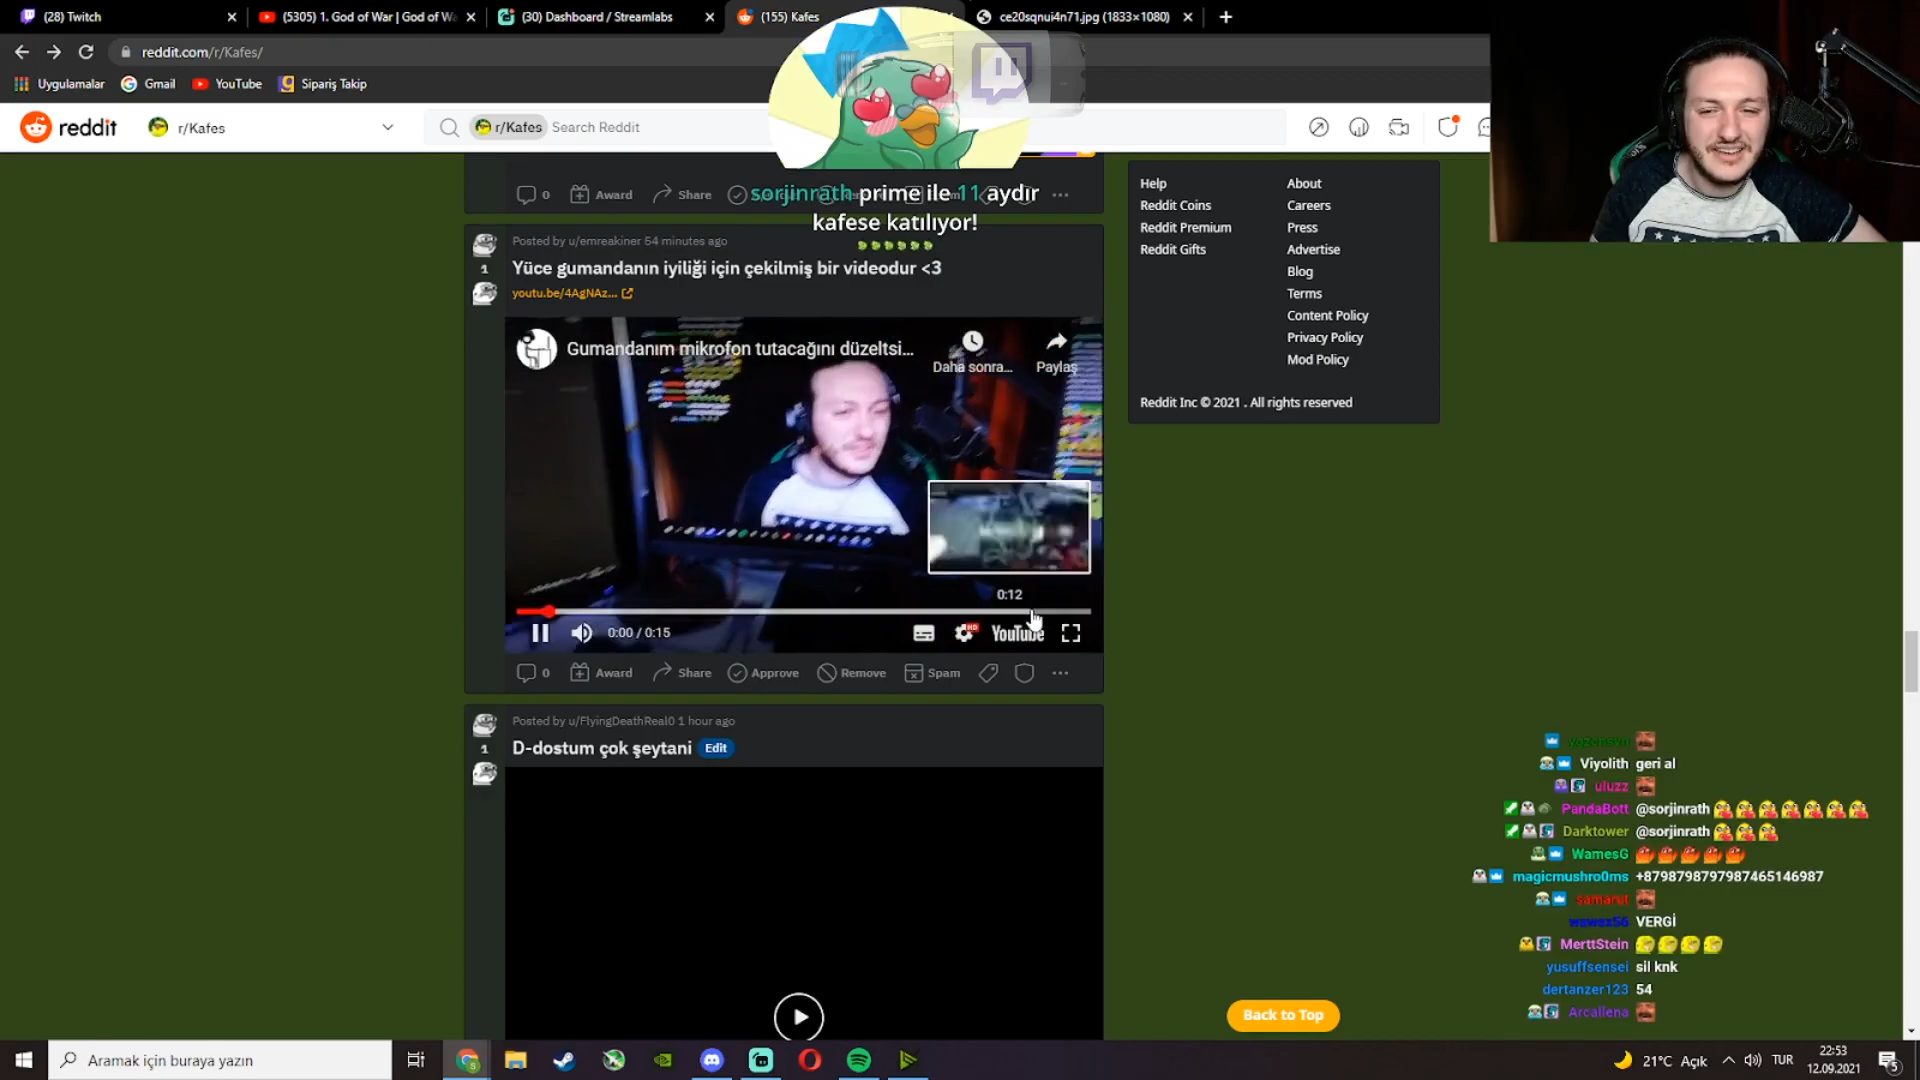 (28) Twitch
(5305) 1. God of War | God of Wa
(30) Dashboard / Streamlabs
(155) Kafes
ce20sqnui4n71.jpg (1833×1080)
reddit.com/r/Kafes/
Uygulamalar
Gmail
YouTube
Sipariş Takip
reddit
r/Kafes
r/Kafes
Search Reddit
sorjinrath prime ile 11 aydır
kafese katılıyor!
0
Award
Share
Help
Reddit Coins
Reddit Premium
Reddit Gifts
About
Careers
Press
Advertise
Blog
Terms
Content Policy
Privacy Policy
Mod Policy
Reddit Inc © 2021 . All rights reserved
Posted by u/emreakiner 54 minutes ago
1
Yüce gumandanın iyiliği için çekilmiş bir videodur <3
youtu.be/4AgNAz...
Gumandanım mikrofon tutacağını düzeltsi...
Daha sonra...
Paylaş
0:12
0:00 / 0:15
HD
YouTube
0
Award
Share
Approve
Remove
Spam
Posted by u/FlyingDeathReal0 1 hour ago
1
D-dostum çok şeytani
Edit
Back to Top
Viyolith geri al
uluzz
PandaBott @sorjinrath
Darktower @sorjinrath
WamesG
magicmushro0ms +8798798797987465146987
samarut
wswex56 VERGİ
MerttStein
yusuffsensei sil knk
dertanzer123 54
Arcallena
Aramak için buraya yazın
21°C Açık
TUR
22:53
12.09.2021
5